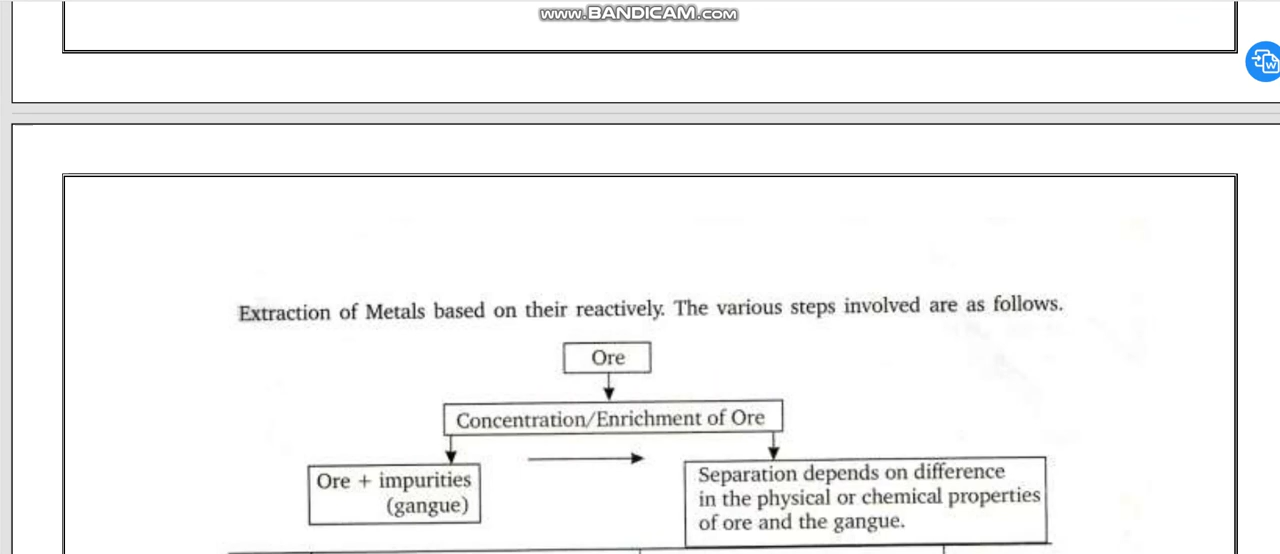 www.BANDICAM.com
Extraction of Metals based on their reactively. The various steps involved are as follows.
Ore
Concentration/Enrichment of Ore
Ore + impurities
(gangue)
Separation depends on difference
in the physical or chemical properties
of ore and the gangue.
W